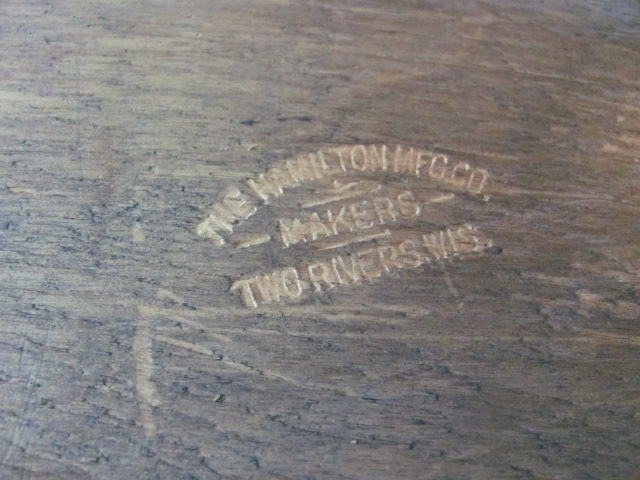 THE HAMILTON MFG. CO.
MAKERS
TWO RIVERS. WIS.